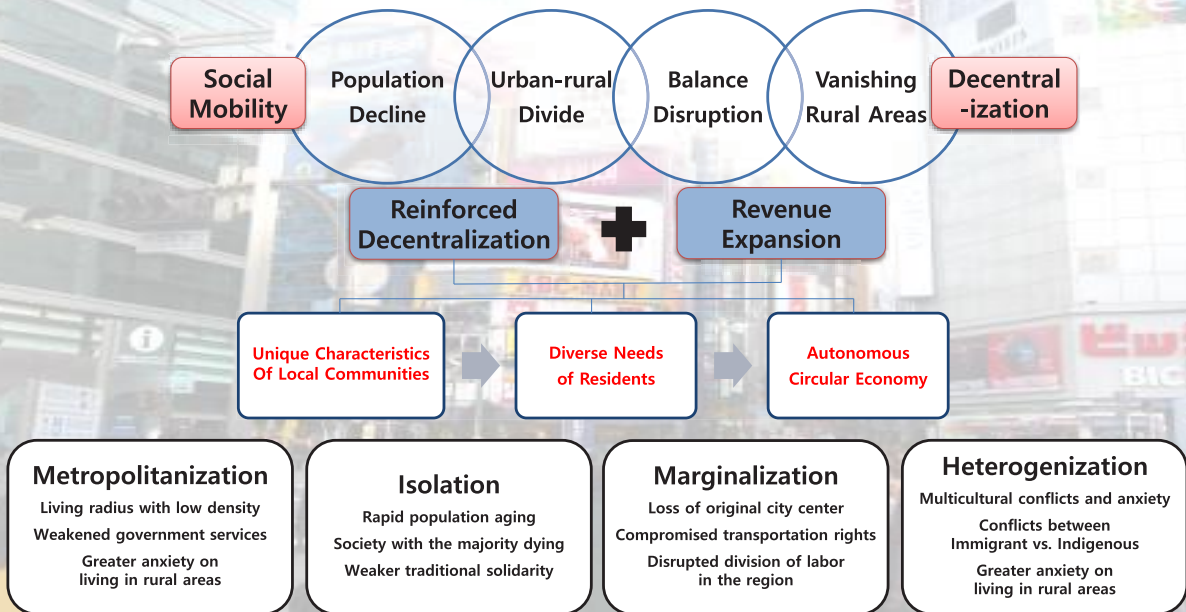 Social
Mobility
Population
Decline
Urban-rural
Divide
Balance
Disruption
Vanishing
Rural Areas
Decentral
-ization
Reinforced
Decentralization
Revenue
Expansion
Unique Characteristics
Of Local Communities
Diverse Needs
of Residents
Autonomous
Circular Economy
Metropolitanization
Living radius with low density
Weakened government services
Greater anxiety on
living in rural areas
Isolation
Rapid population aging
Society with the majority dying
Weaker traditional solidarity
Marginalization
Loss of original city center
Compromised transportation rights
Disrupted division of labor
in the region
Heterogenization
Multicultural conflicts and anxiety
Conflicts between
Immigrant vs. Indigenous
Greater anxiety on
living in rural areas
ABC-MART
BIC